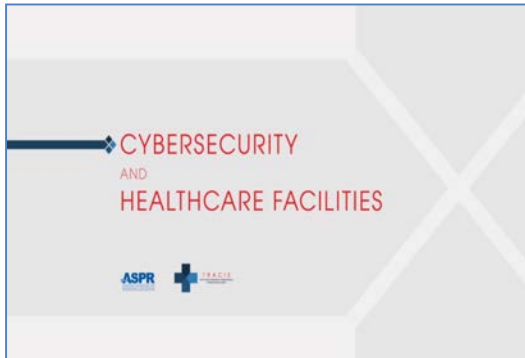 CYBERSECURITY
AND
HEALTHCARE FACILITIES
ASPR
TRACIE